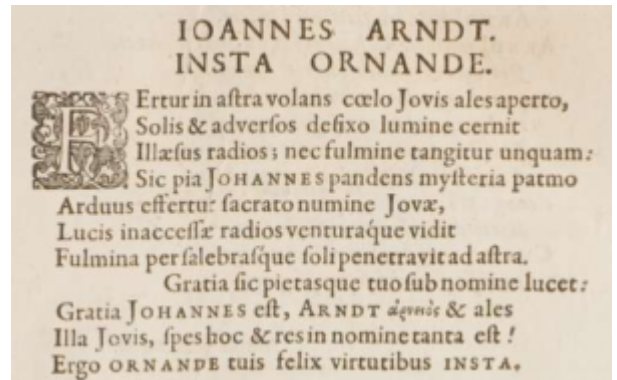 IOANNES ARNDT.
INSTA ORNANDE.
FErtur in aſtra volans cœlo Jovis ales aperto,
Solis & adverſos defixo lumine cernit
Illæſus radios; nec fulmine tangitur unquam:
Sic pia JOHANNES pandens myſteria patmo
Arduus effertur ſacrato numine Jovæ,
Lucis inacceſſæ radios venturaq́ue vidit
Fulmina per ſalebraſque ſoli penetravit ad aſtra.
Gratia ſic pietasque tuo ſub nomine lucet:
Gratia JOHANNES eſt, ARNDT & ales
Illa Jovis, ſpes hoc & res in nomine tanta eſt!
Ergo ORNANDE tuis felix virtutibus INSTA.